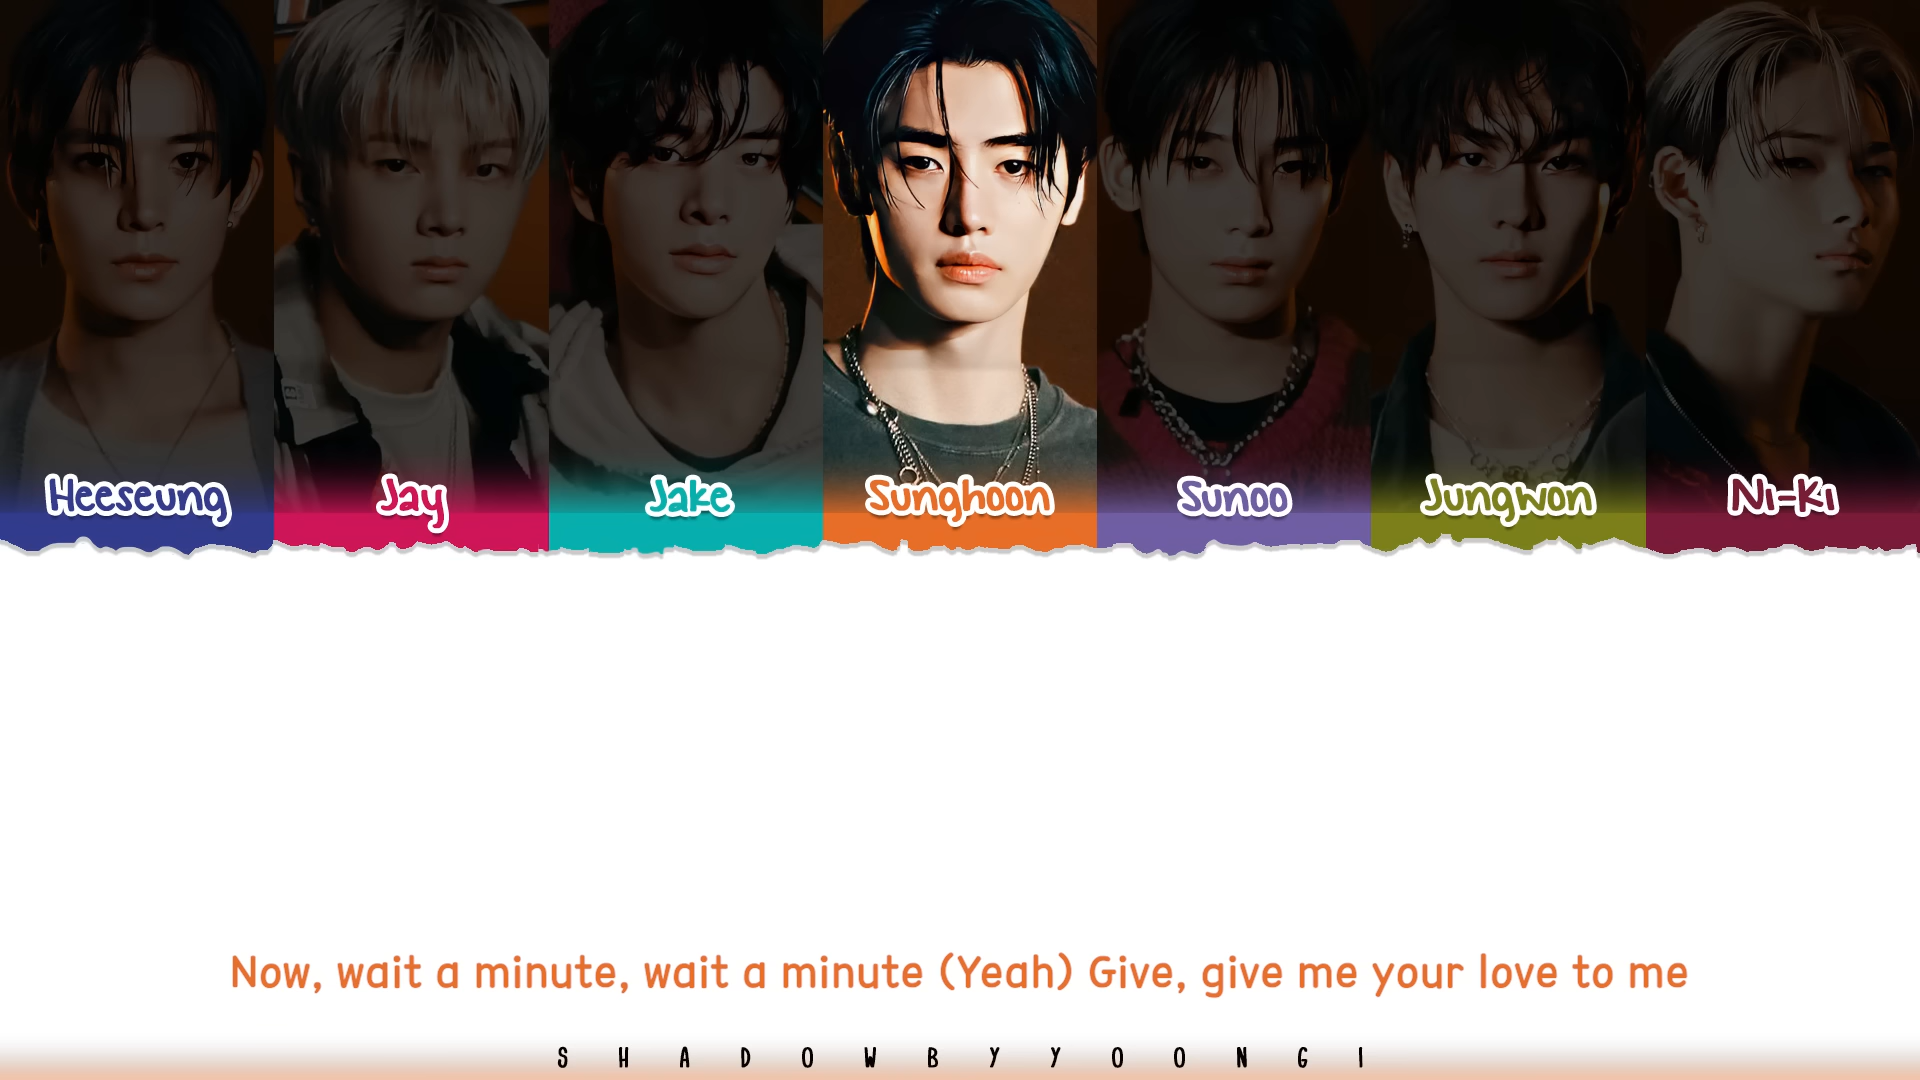 Heeseung Jay Jake Sunghoon Sunoo Jungwon Ni-Ki
Now, wait a minute, wait a minute (Yeah) Give, give me your love to me
SHADOWBYYOONGI